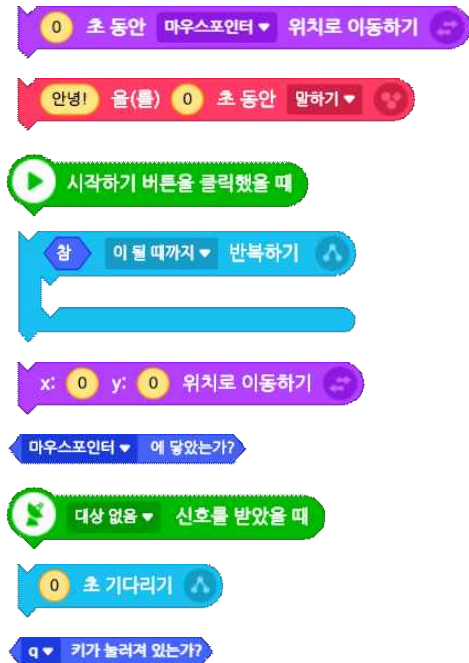 0 초 동안 마우스포인터 ▼ 위치로 이동하기
안녕! 을(를) 0 초 동안 말하기 ▼
시작하기 버튼을 클릭했을 때
참 이 될 때까지 ▼ 반복하기
x: 0 y: 0 위치로 이동하기
마우스포인터 ▼ 에 닿았는가?
대상 없음 ▼ 신호를 받았을 때
0 초 기다리기
q ▼ 키가 눌러져 있는가?